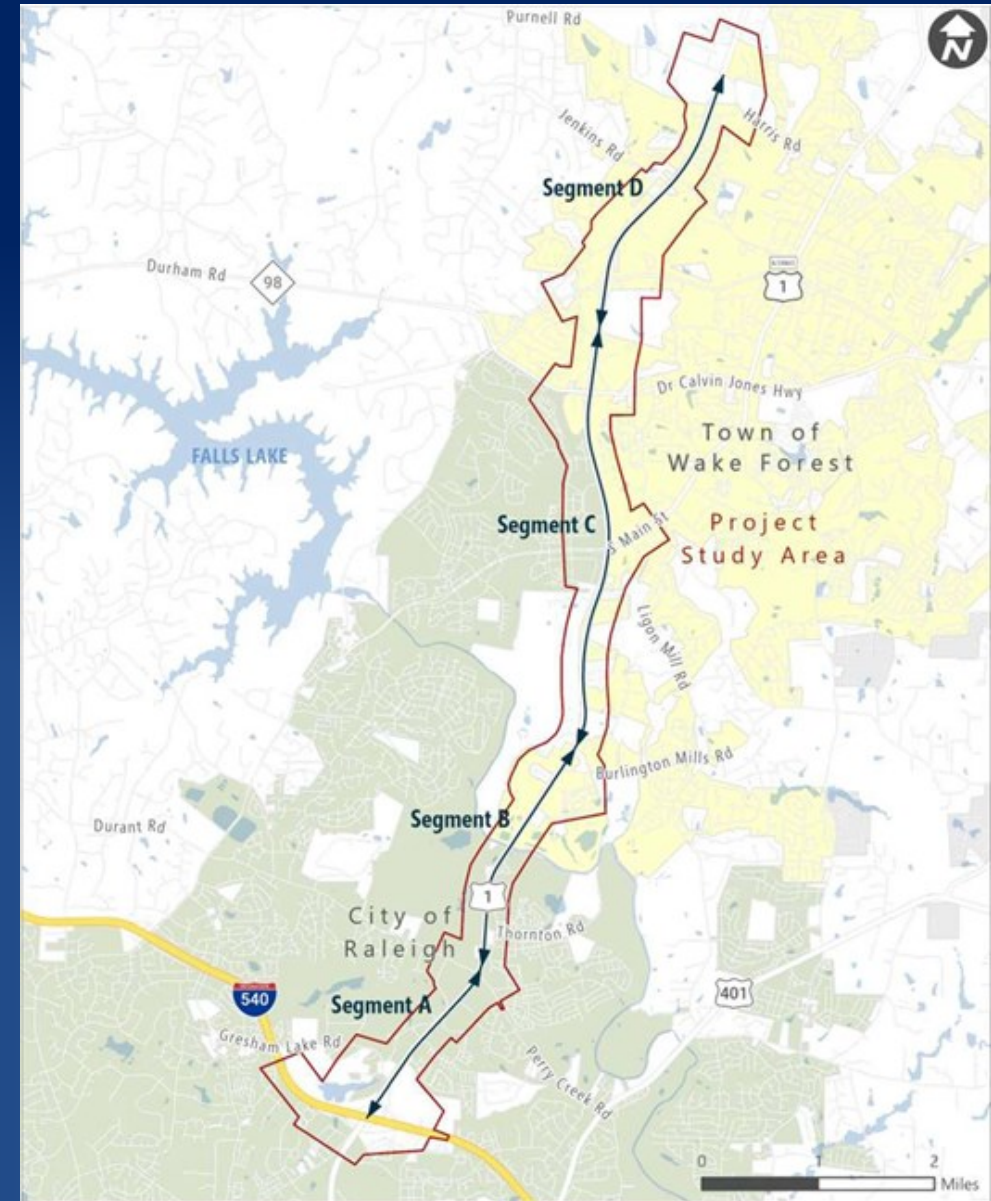 Purnell Rd
N
Jenkins Rd
Harris Rd
Segment D
Durham Rd
98
1
Dr Calvin Jones Hwy
Town of
Wake Forest
FALLS LAKE
Segment C
S Main St
Project
Study Area
Ligon Mill Rd
Burlington Mills Rd
Segment B
Durant Rd
1
City of
Raleigh
Thornton Rd
401
540
Segment A
Gresham Lake Rd
Perry Creek Rd
0
1
2
Miles